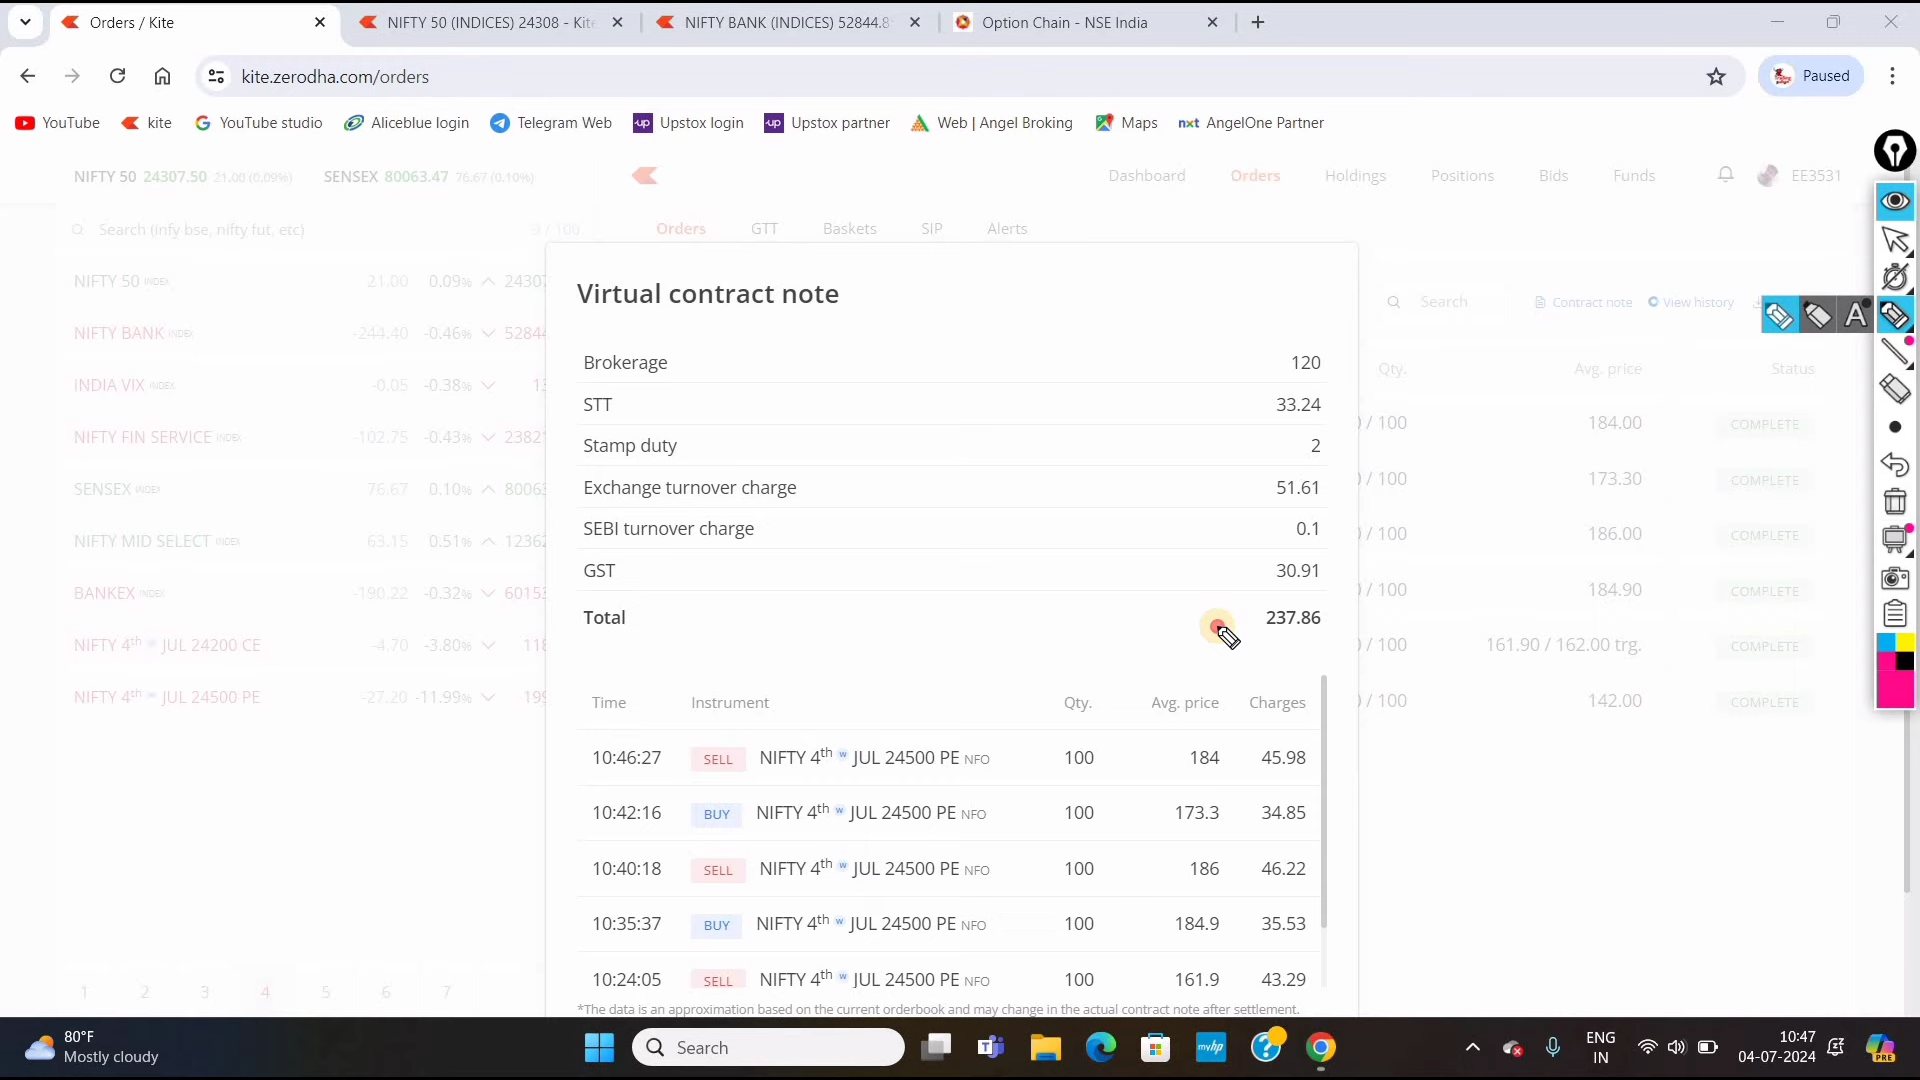 Orders / Kite
NIFTY 50 (INDICES) 24308 - Kite
NIFTY BANK (INDICES) 52844.8
Option Chain - NSE India
kite.zerodha.com/orders
Paused
YouTube
kite
YouTube studio
Aliceblue login
Telegram Web
Upstox login
Upstox partner
Web | Angel Broking
Maps
AngelOne Partner
NIFTY 50 24307.50 21.00 (0.09%)
SENSEX 80063.47 76.67 (0.10%)
Dashboard
Orders
Holdings
Positions
Bids
Funds
EE3531
Search (infy bse, nifty fut, etc)
/ 100
Orders
GTT
Baskets
SIP
Alerts
NIFTY 50 INDEX 21.00 0.09% 24307
NIFTY BANK INDEX -244.40 -0.46% 52844
INDIA VIX INDEX -0.05 -0.38% 13
NIFTY FIN SERVICE INDEX -102.75 -0.43% 23821
SENSEX INDEX 76.67 0.10% 80063
NIFTY MID SELECT INDEX 63.15 0.51% 12362
BANKEX INDEX -190.22 -0.32% 60153
NIFTY 4th w JUL 24200 CE -4.70 -3.80% 118
NIFTY 4th w JUL 24500 PE -27.20 -11.99% 199
1 2 3 4 5 6 7
Virtual contract note
Brokerage 120
STT 33.24
Stamp duty 2
Exchange turnover charge 51.61
SEBI turnover charge 0.1
GST 30.91
Total 237.86
Time Instrument Qty. Avg. price Charges
10:46:27 SELL NIFTY 4th w JUL 24500 PE NFO 100 184 45.98
10:42:16 BUY NIFTY 4th w JUL 24500 PE NFO 100 173.3 34.85
10:40:18 SELL NIFTY 4th w JUL 24500 PE NFO 100 186 46.22
10:35:37 BUY NIFTY 4th w JUL 24500 PE NFO 100 184.9 35.53
10:24:05 SELL NIFTY 4th w JUL 24500 PE NFO 100 161.9 43.29
*The data is an approximation based on the current orderbook and may change in the actual contract note after settlement.
Search
Contract note
View history
Qty. Avg. price Status
/ 100 184.00 COMPLETE
/ 100 173.30 COMPLETE
/ 100 186.00 COMPLETE
/ 100 184.90 COMPLETE
/ 100 161.90 / 162.00 trg. COMPLETE
/ 100 142.00 COMPLETE
A
80°F
Mostly cloudy
Search
myhp
ENG
IN
10:47
04-07-2024
PRE